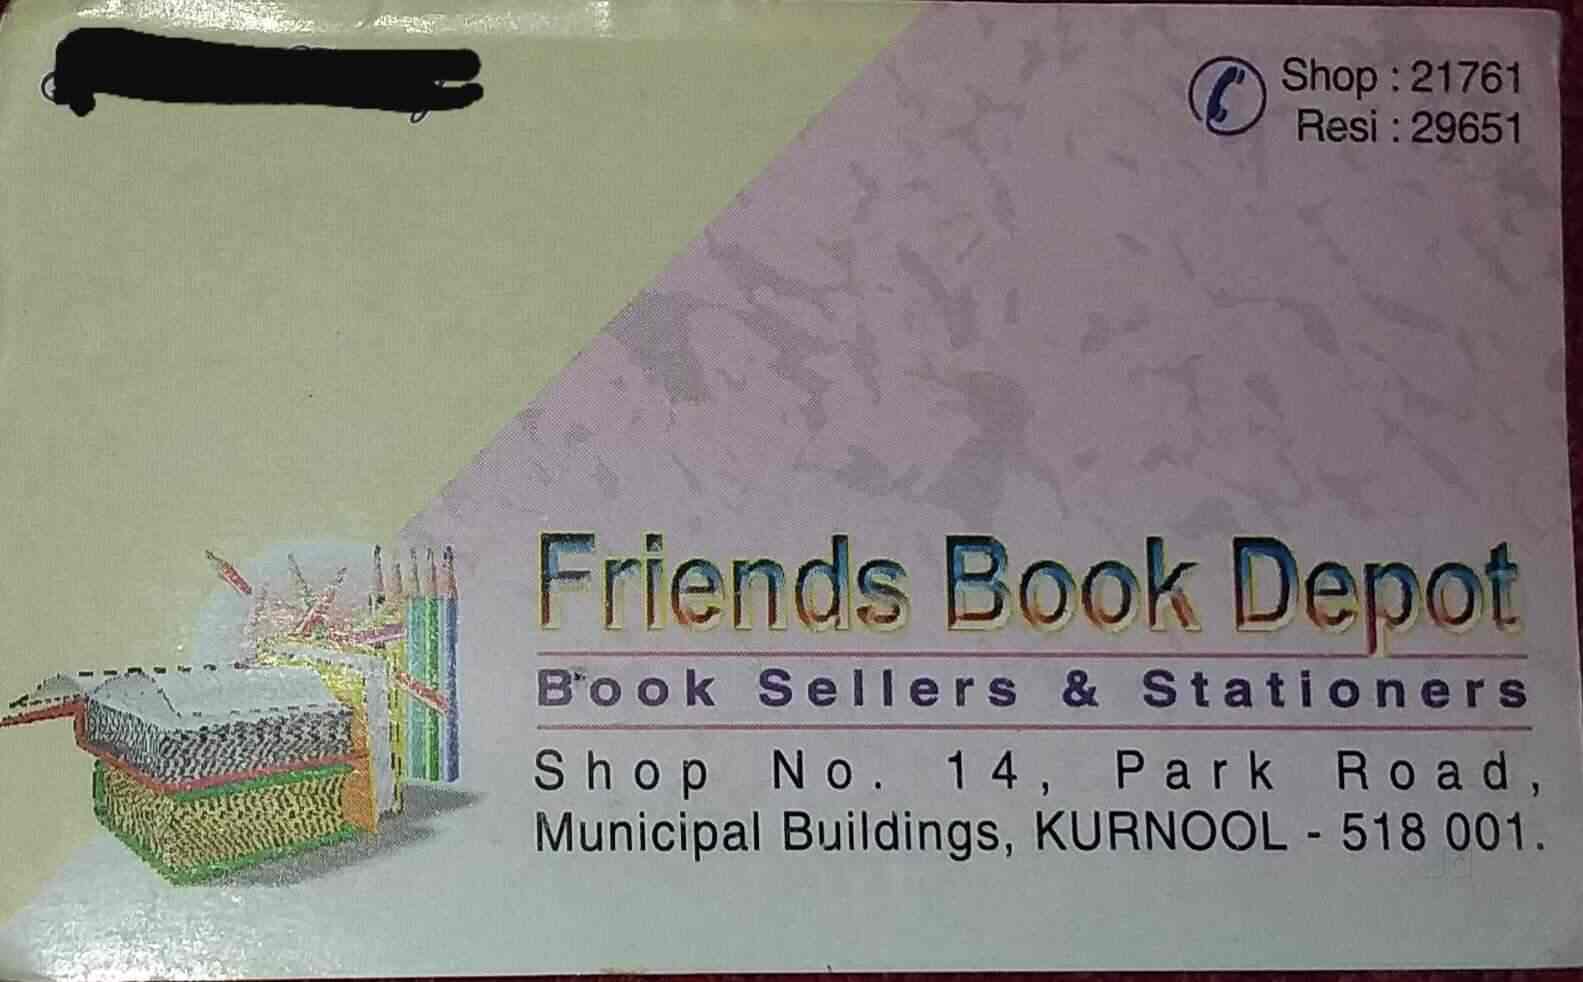 Shop : 21761
Resi : 29651
Friends Book Depot
Book Sellers & Stationers
Shop No. 14, Park Road,
Municipal Buildings, KURNOOL - 518 001.